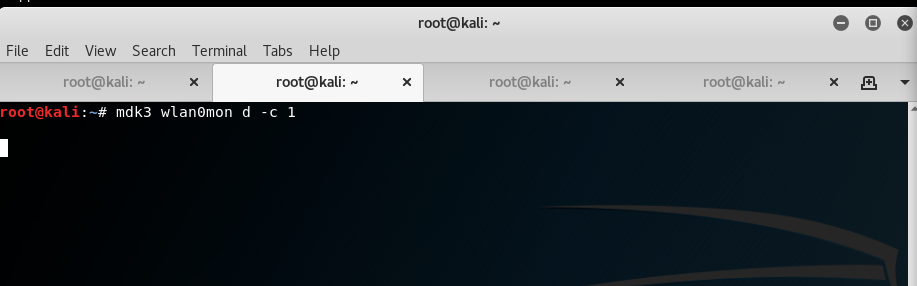 root@kali: ~
File Edit View Search Terminal Tabs Help
root@kali: ~ root@kali: ~ root@kali: ~ root@kali: ~
root@kali:~# mdk3 wlan0mon d -c 1